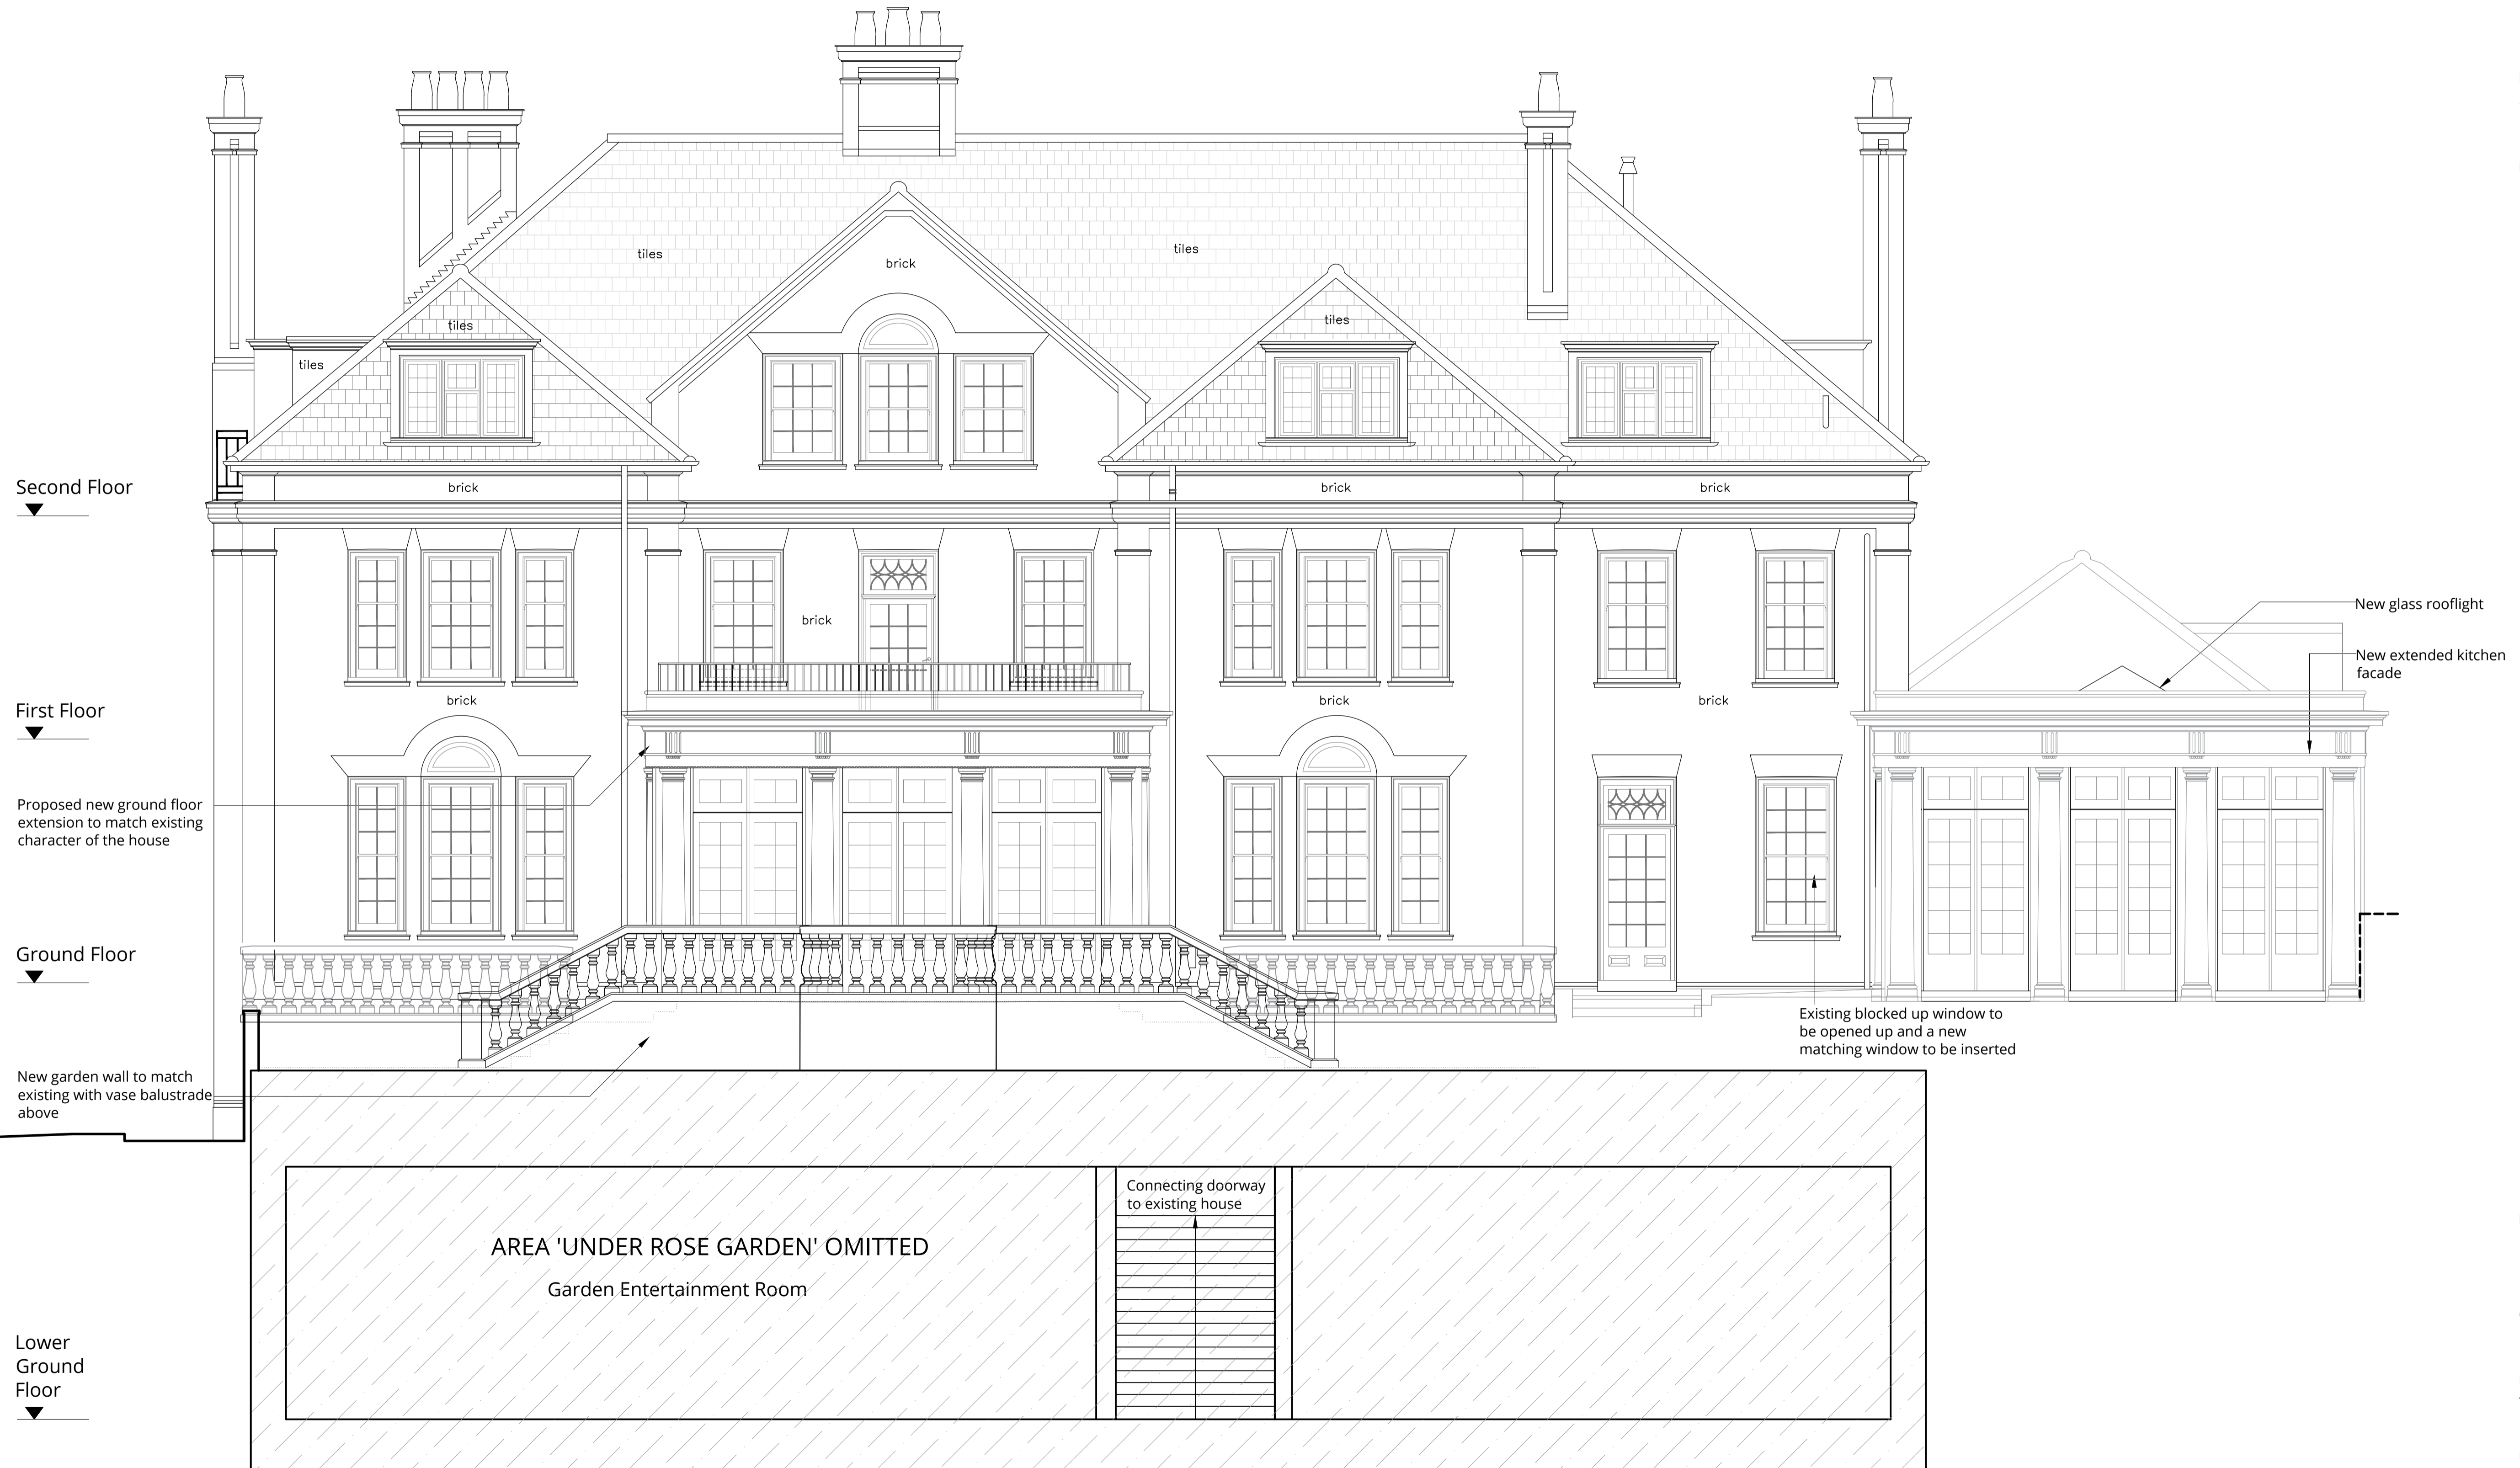 tiles
tiles
brick
tiles
tiles
tiles
Second Floor
brick
brick
brick
New glass rooflight
brick
New extended kitchen
facade
First Floor
brick
brick
brick
Proposed new ground floor
extension to match existing
character of the house
Ground Floor
Existing blocked up window to
be opened up and a new
matching window to be inserted
New garden wall to match
existing with vase balustrade
above
Connecting doorway
to existing house
AREA 'UNDER ROSE GARDEN' OMITTED
Garden Entertainment Room
Lower
Ground
Floor